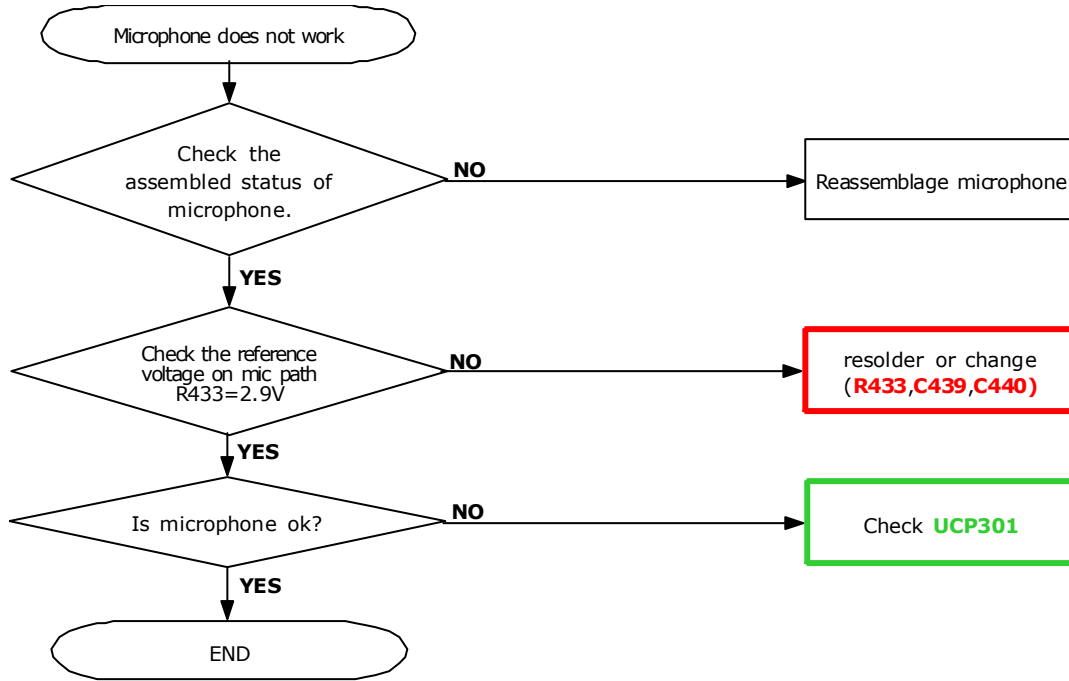 Microphone does not work
Check the
assembled status of
microphone.
NO
Reassemblage microphone
YES
Check the reference
voltage on mic path
R433=2.9V
NO
resolder or change
(R433,C439,C440)
YES
Is microphone ok?
NO
Check UCP301
YES
END